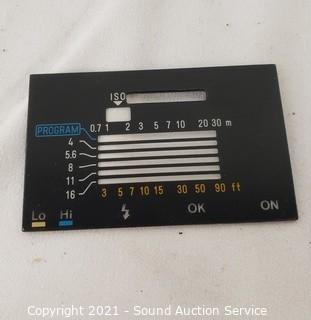 ISO
0.7 1 2 3 5 7 10 20 30 m
PROGRAM
4
5.6
8
11
16
3 5 7 10 15 30 50 90 ft
Lo Hi OK ON
Copyright 2021 - Sound Auction Service